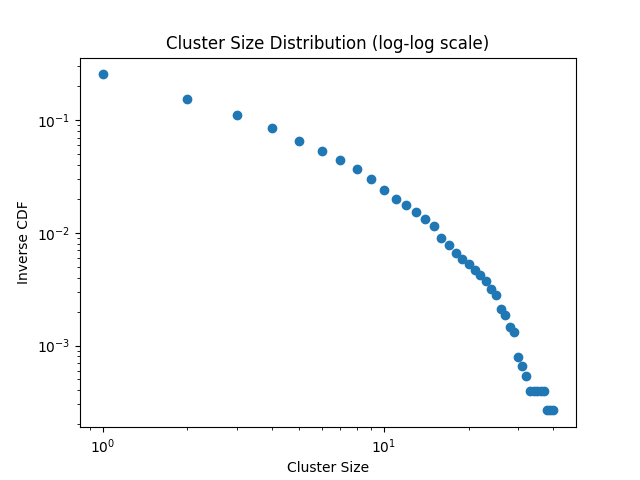 Cluster Size Distribution (log-log scale)
Inverse CDF
10⁻¹
10⁻²
10⁻³
10⁰
10¹
Cluster Size